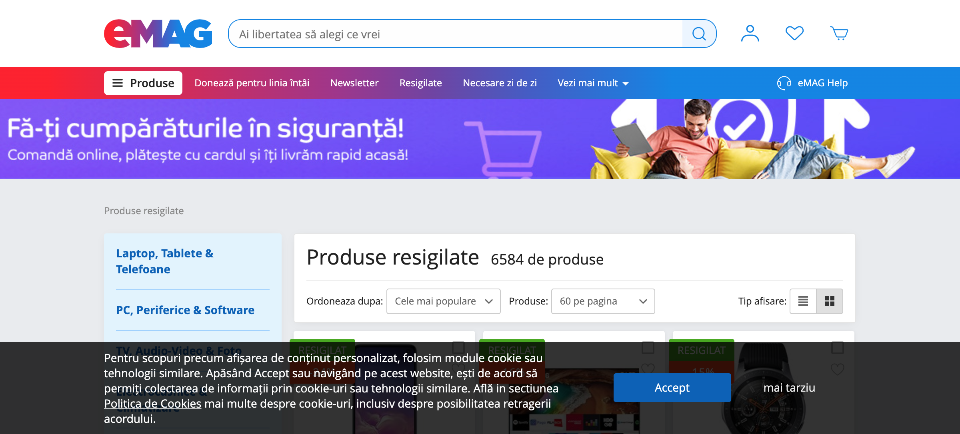 eMAG
Ai libertatea să alegi ce vrei
Produse
Donează pentru linia întâi
Newsletter
Resigilate
Necesare zi de zi
Vezi mai mult
eMAG Help
Fă-ți cumpărăturile în siguranță!
Comandă online, plătește cu cardul și îți livrăm rapid acasă!
Produse resigilate
Laptop, Tablete &
Telefoane
PC, Periferice & Software
TV, Audio-Video & Foto
Produse resigilate 6584 de produse
Ordoneaza dupa: Cele mai populare
Produse: 60 pe pagina
Tip afisare:
RESIGILAT
RESIGILAT
RESIGILAT
Pentru scopuri precum afișarea de conținut personalizat, folosim module cookie sau
tehnologii similare. Apăsând Accept sau navigând pe acest website, ești de acord să
permiți colectarea de informații prin cookie-uri sau tehnologii similare. Află in sectiunea
Politica de Cookies mai multe despre cookie-uri, inclusiv despre posibilitatea retragerii
acordului.
Accept
mai tarziu